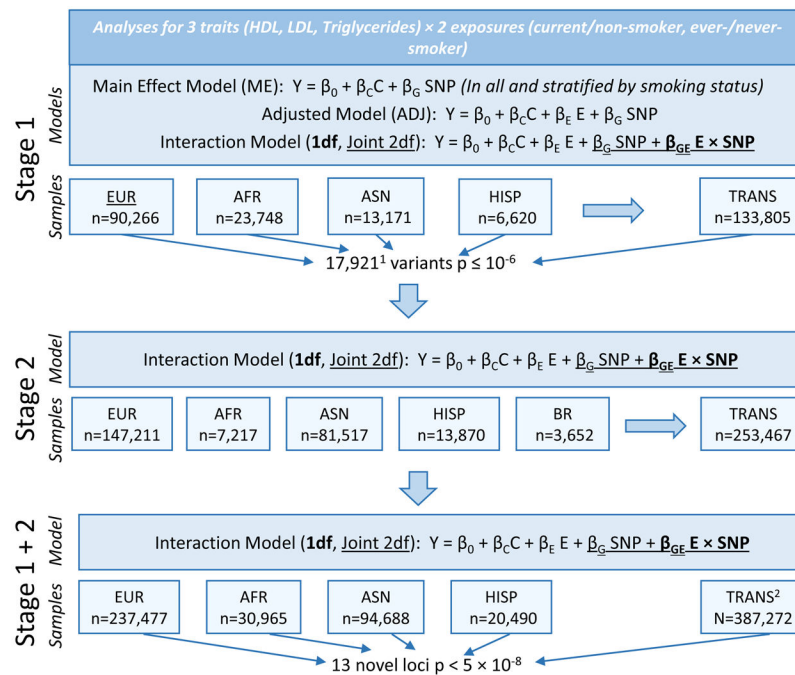 Analyses for 3 traits (HDL, LDL, Triglycerides) × 2 exposures (current/non-smoker, ever-/never-
smoker)
Stage 1
Models
Main Effect Model (ME): Y = β0 + βCC + βG SNP (In all and stratified by smoking status)
Adjusted Model (ADJ): Y = β0 + βCC + βE E + βG SNP
Interaction Model (1df, Joint 2df): Y = β0 + βCC + βE E + βG SNP + βGE E × SNP
Samples
EUR AFR ASN HISP TRANS
n=90,266 n=23,748 n=13,171 n=6,620 n=133,805
17,921¹ variants p ≤ 10⁻⁶
Stage 2
Model
Interaction Model (1df, Joint 2df): Y = β0 + βCC + βE E + βG SNP + βGE E × SNP
Samples
EUR AFR ASN HISP BR TRANS
n=147,211 n=7,217 n=81,517 n=13,870 n=3,652 n=253,467
Stage 1 + 2
Model
Interaction Model (1df, Joint 2df): Y = β0 + βCC + βE E + βG SNP + βGE E × SNP
Samples
EUR AFR ASN HISP TRANS²
n=237,477 n=30,965 n=94,688 n=20,490 N=387,272
13 novel loci p < 5 × 10⁻⁸